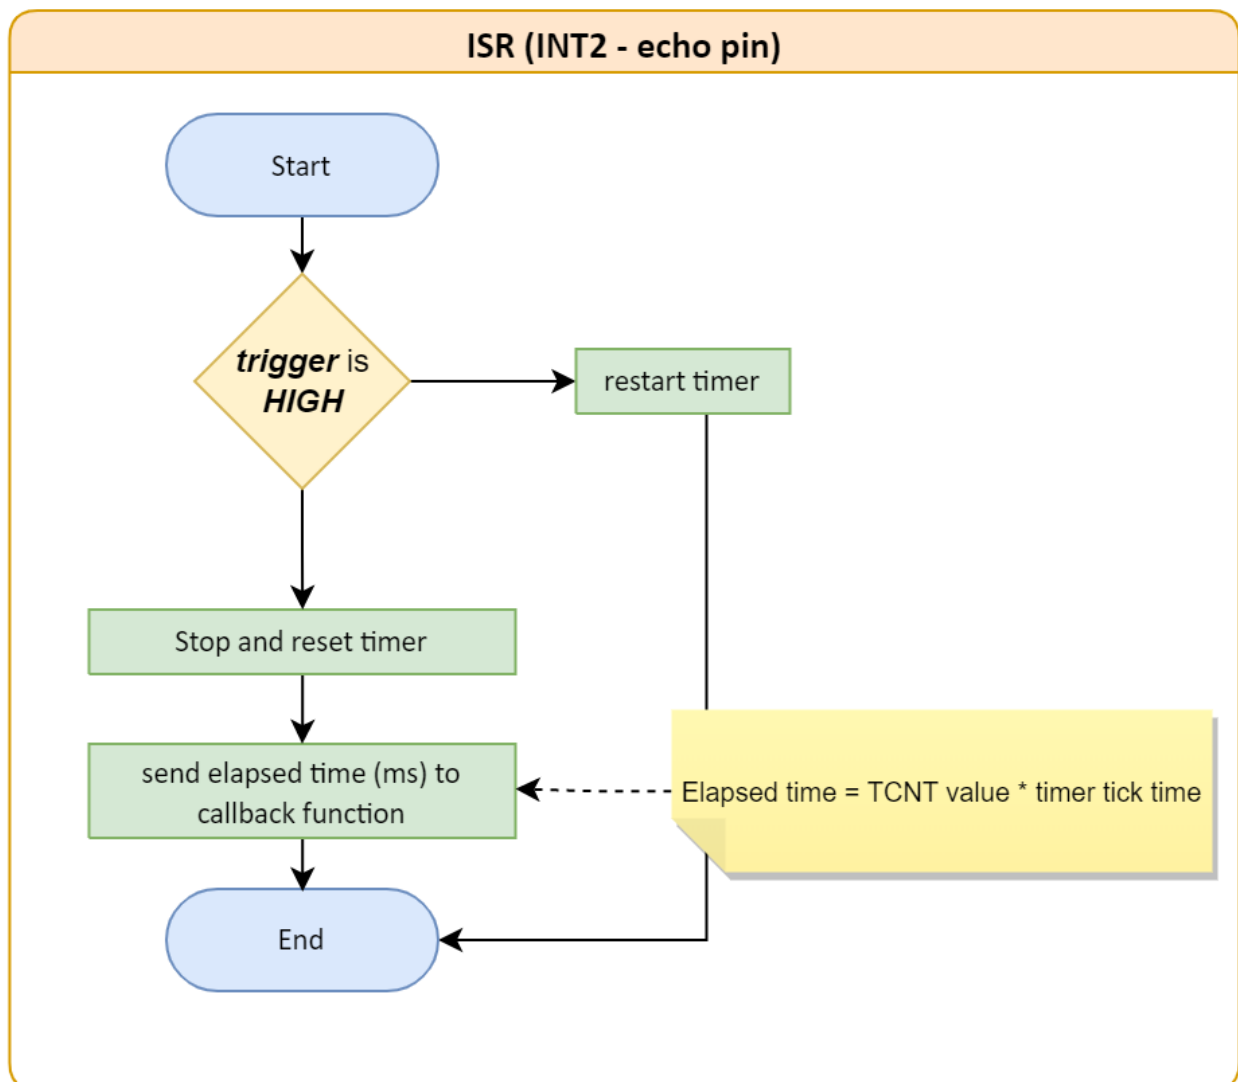 ISR (INT2 - echo pin)
Start
trigger is
HIGH
restart timer
Stop and reset timer
send elapsed time (ms) to
callback function
Elapsed time = TCNT value * timer tick time
End